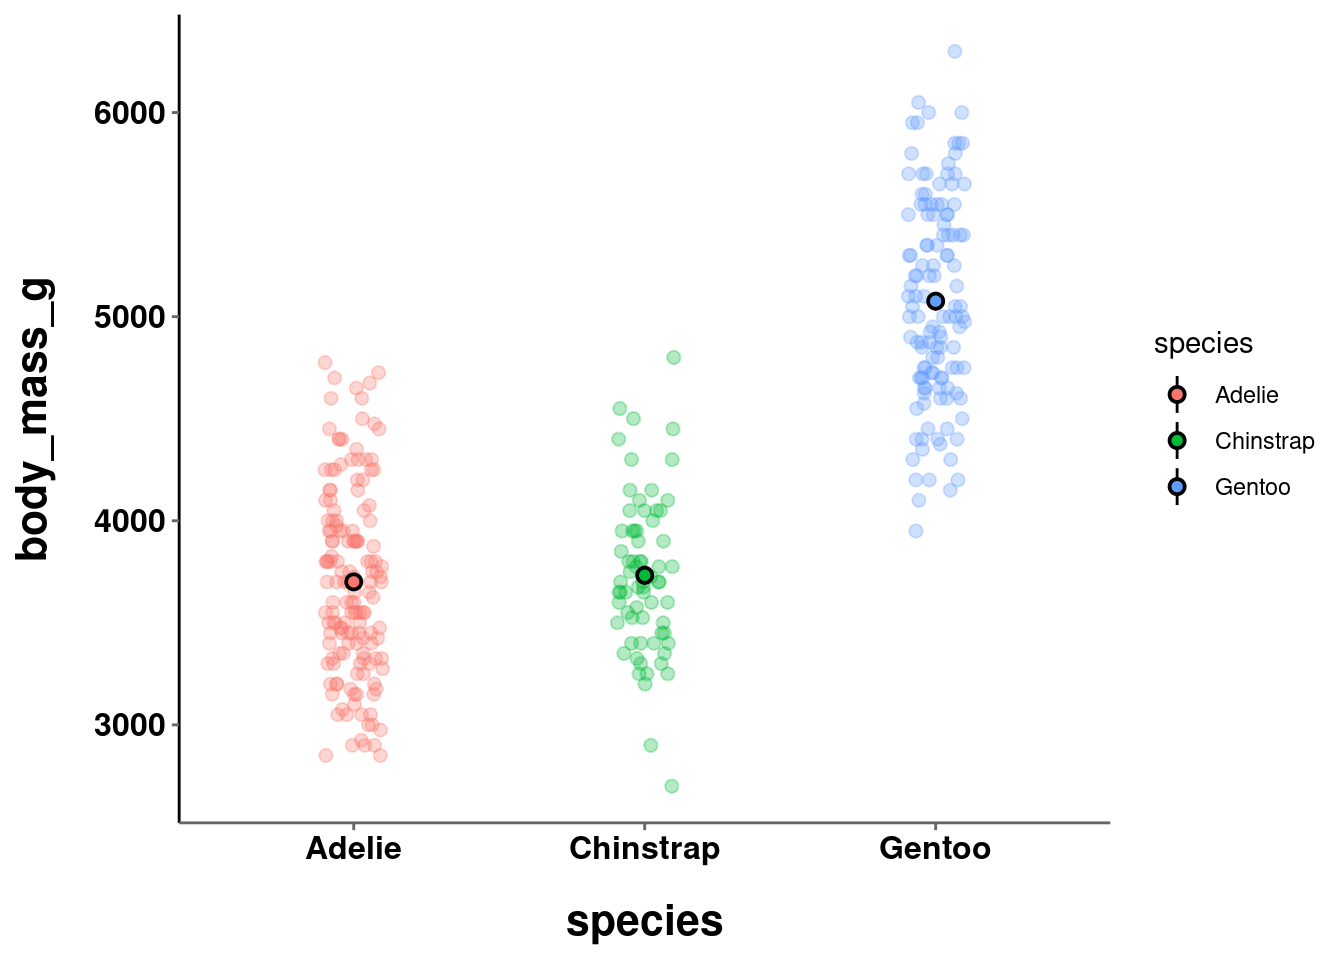 body_mass_g
6000
5000
4000
3000
Adelie
Chinstrap
Gentoo
species
species
Adelie
Chinstrap
Gentoo